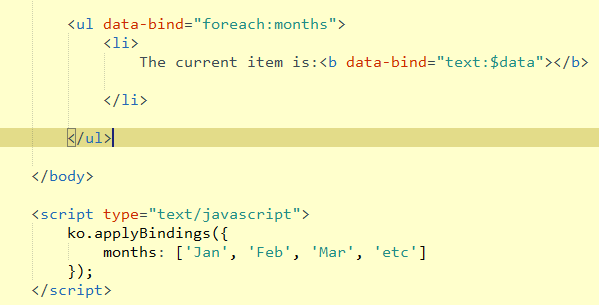 <ul data-bind="foreach:months">
<li>
The current item is:<b data-bind="text:$data"></b>
</li>
</ul>
</body>
<script type="text/javascript">
ko.applyBindings({
months: ['Jan', 'Feb', 'Mar', 'etc']
});
</script>